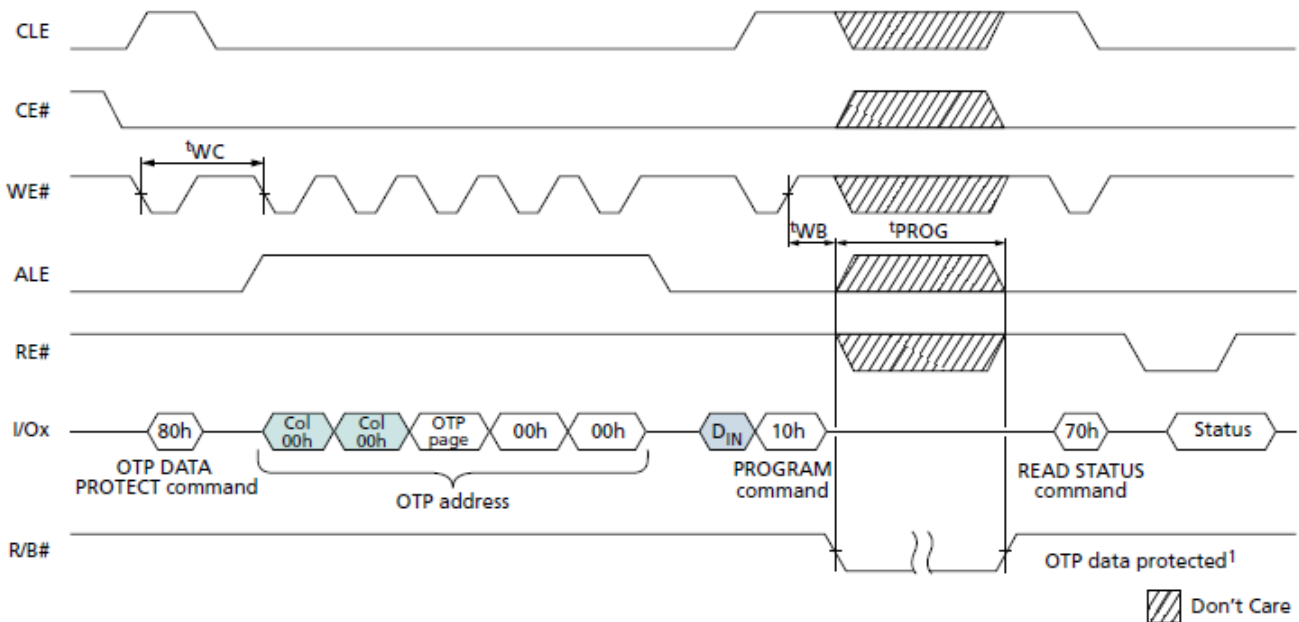 CLE
CE#
tWC
WE#
tWB
tPROG
ALE
RE#
I/Ox
80h
Col
00h
Col
00h
OTP
page
00h
00h
DIN
10h
70h
Status
OTP DATA
PROTECT command
OTP address
PROGRAM
command
READ STATUS
command
R/B#
OTP data protected1
Don't Care